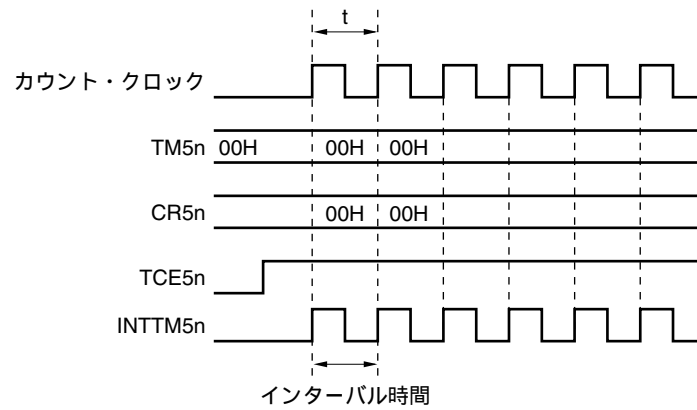 t
カウント・クロック
TM5n 00H 00H 00H
CR5n 00H 00H
TCE5n
INTTM5n
インターバル時間